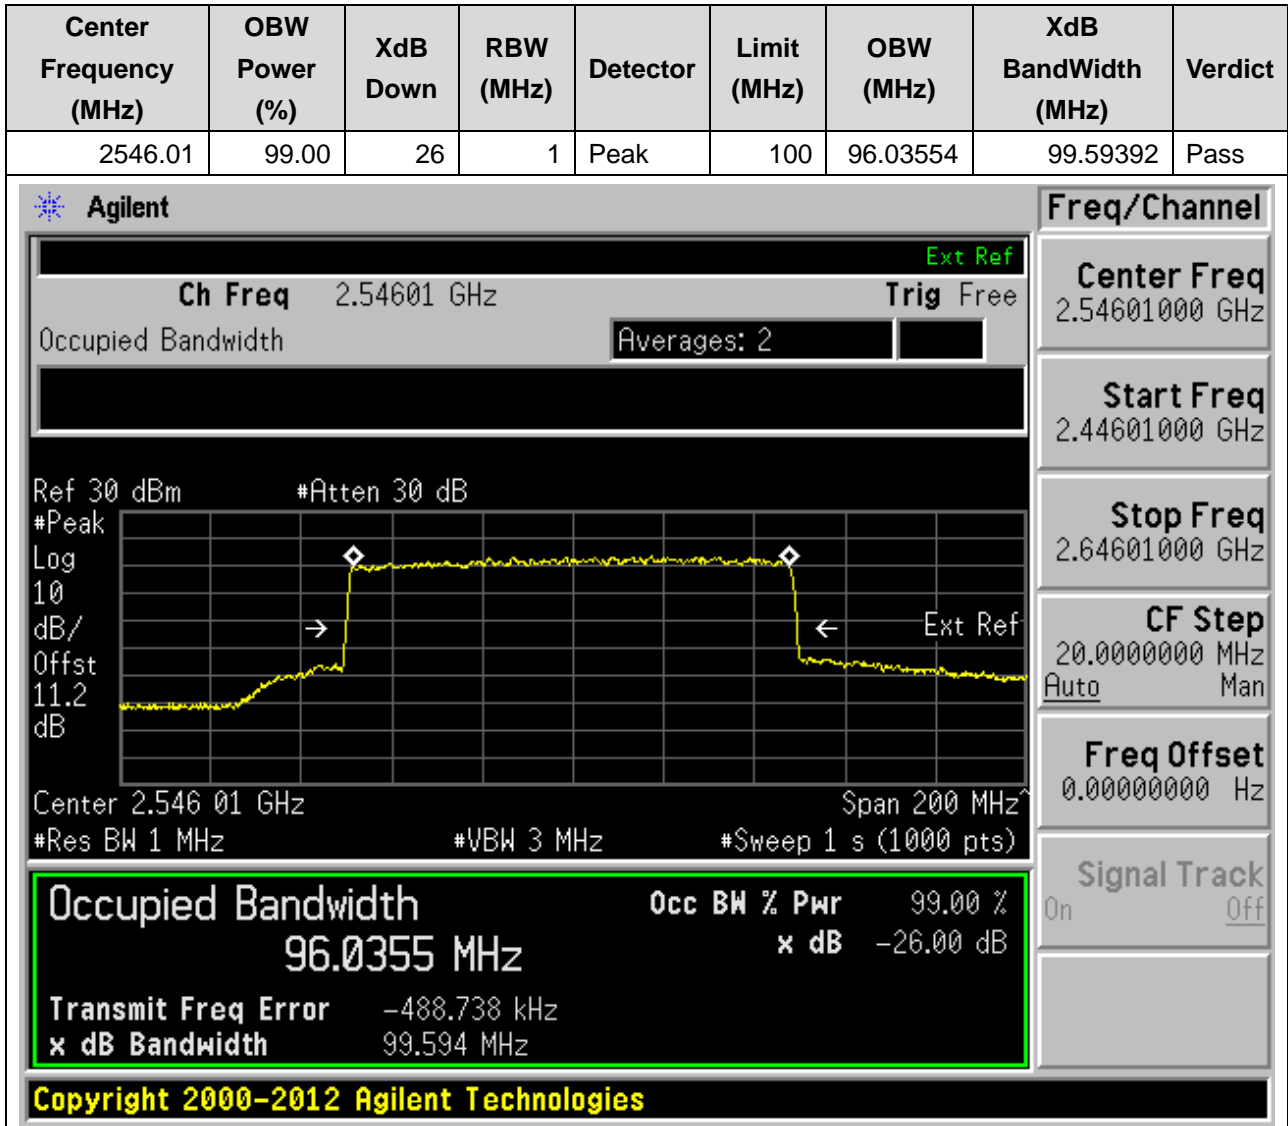 Center Frequency (MHz) OBW Power (%) XdB Down RBW (MHz) Detector Limit (MHz) OBW (MHz) XdB BandWidth (MHz) Verdict
2546.01 99.00 26 1 Peak 100 96.03554 99.59392 Pass
Agilent Freq/Channel
Ext Ref
Ch Freq 2.54601 GHz Trig Free
Occupied Bandwidth Averages: 2
Center Freq
2.54601000 GHz
Start Freq
2.44601000 GHz
Stop Freq
2.64601000 GHz
CF Step
20.0000000 MHz
Auto Man
Freq Offset
0.00000000 Hz
Signal Track
On Off
Ref 30 dBm #Atten 30 dB
#Peak
Log
10
dB/
Offst
11.2
dB
Ext Ref
Center 2.546 01 GHz Span 200 MHz^
#Res BW 1 MHz #VBW 3 MHz #Sweep 1 s (1000 pts)
Occupied Bandwidth Occ BW % Pwr 99.00 %
96.0355 MHz x dB -26.00 dB
Transmit Freq Error -488.738 kHz
x dB Bandwidth 99.594 MHz
Copyright 2000-2012 Agilent Technologies